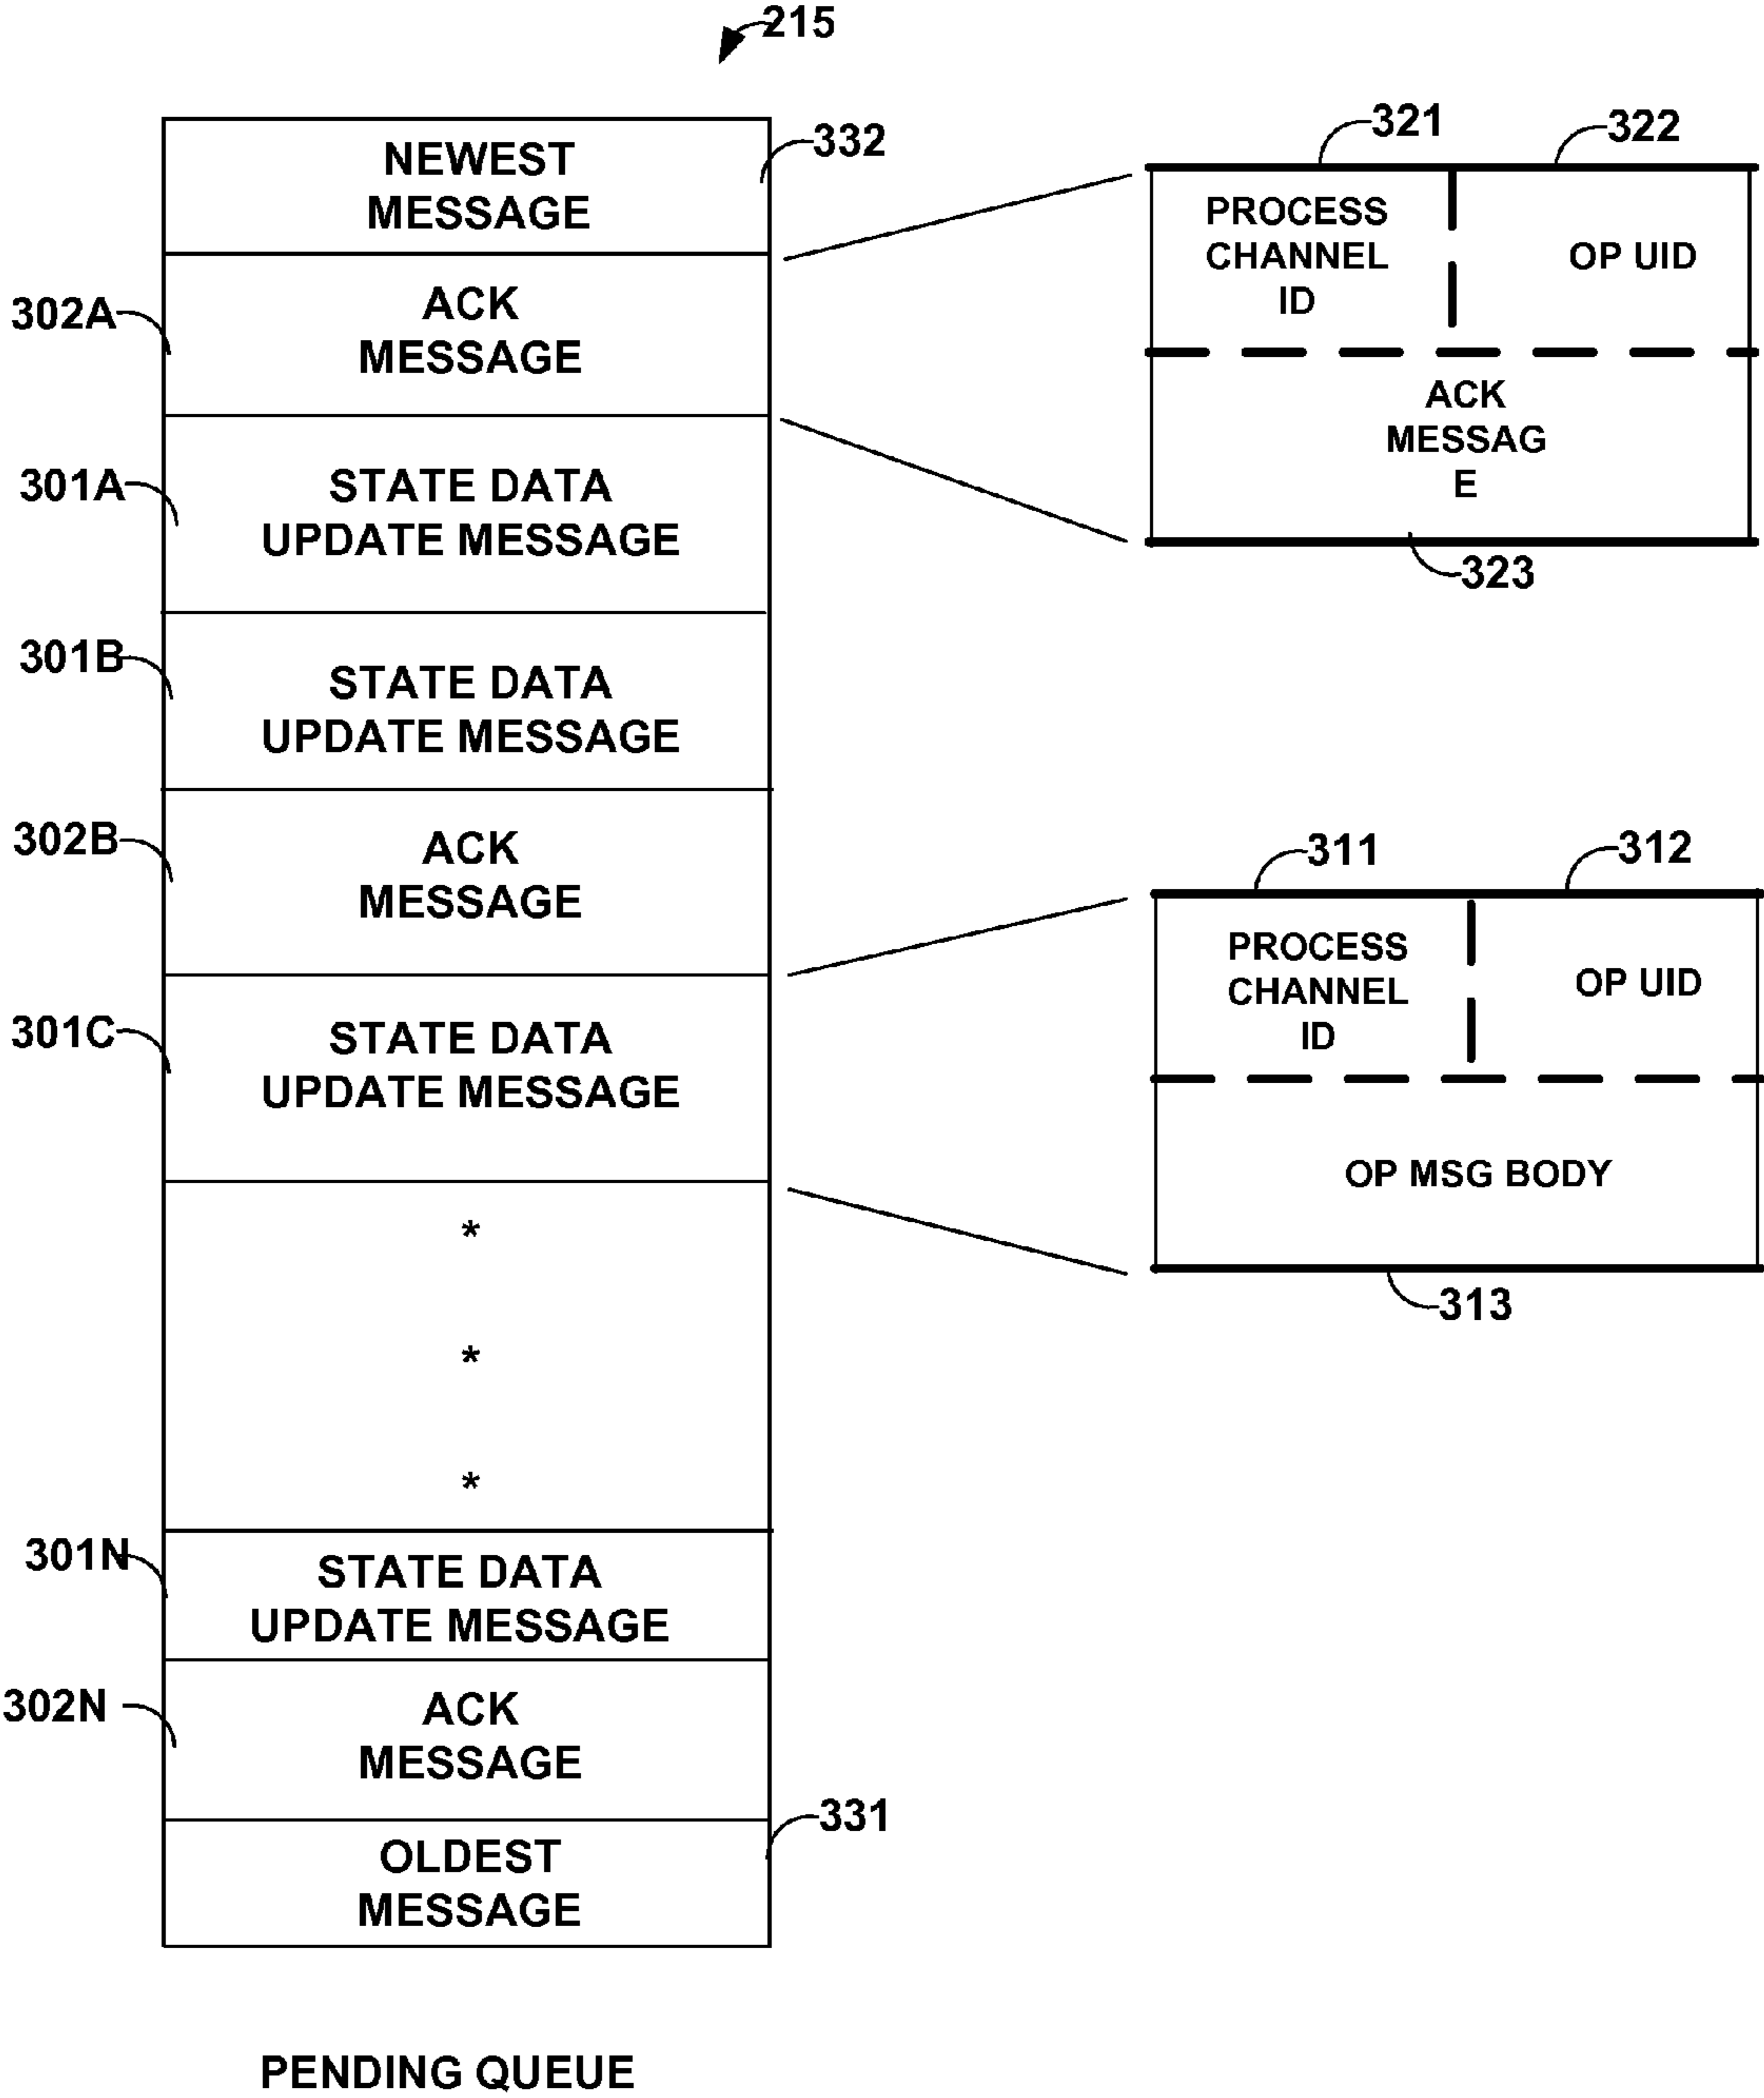 215
NEWEST
MESSAGE
332
302A
ACK
MESSAGE
301A
STATE DATA
UPDATE MESSAGE
301B
STATE DATA
UPDATE MESSAGE
302B
ACK
MESSAGE
301C
STATE DATA
UPDATE MESSAGE
*
*
*
301N
STATE DATA
UPDATE MESSAGE
302N
ACK
MESSAGE
331
OLDEST
MESSAGE
PENDING QUEUE
321
322
PROCESS
CHANNEL
ID
OP UID
ACK
MESSAG
E
323
311
312
PROCESS
CHANNEL
ID
OP UID
OP MSG BODY
313